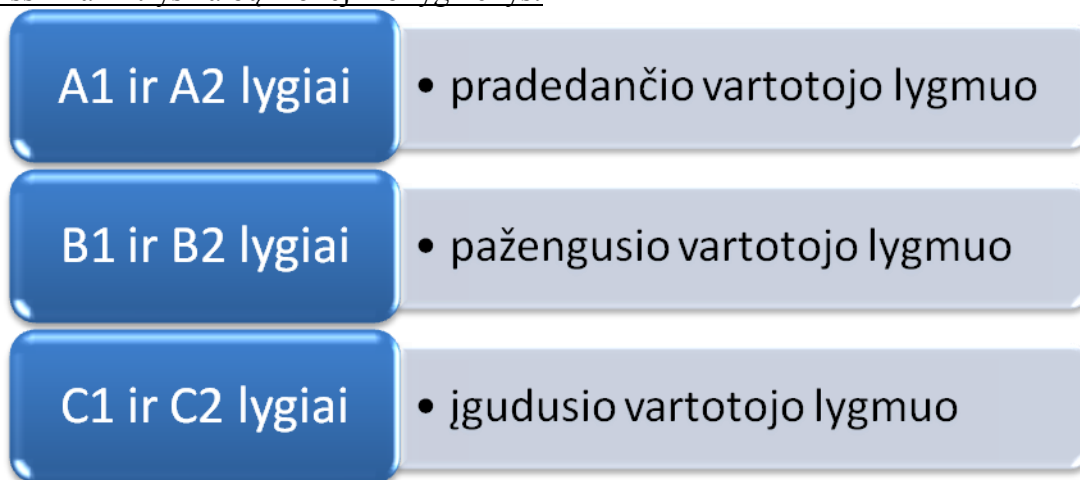 A1 ir A2 lygiai
• pradedančio vartotojo lygmuo
B1 ir B2 lygiai
• pažengusio vartotojo lygmuo
C1 ir C2 lygiai
• įgudusio vartotojo lygmuo